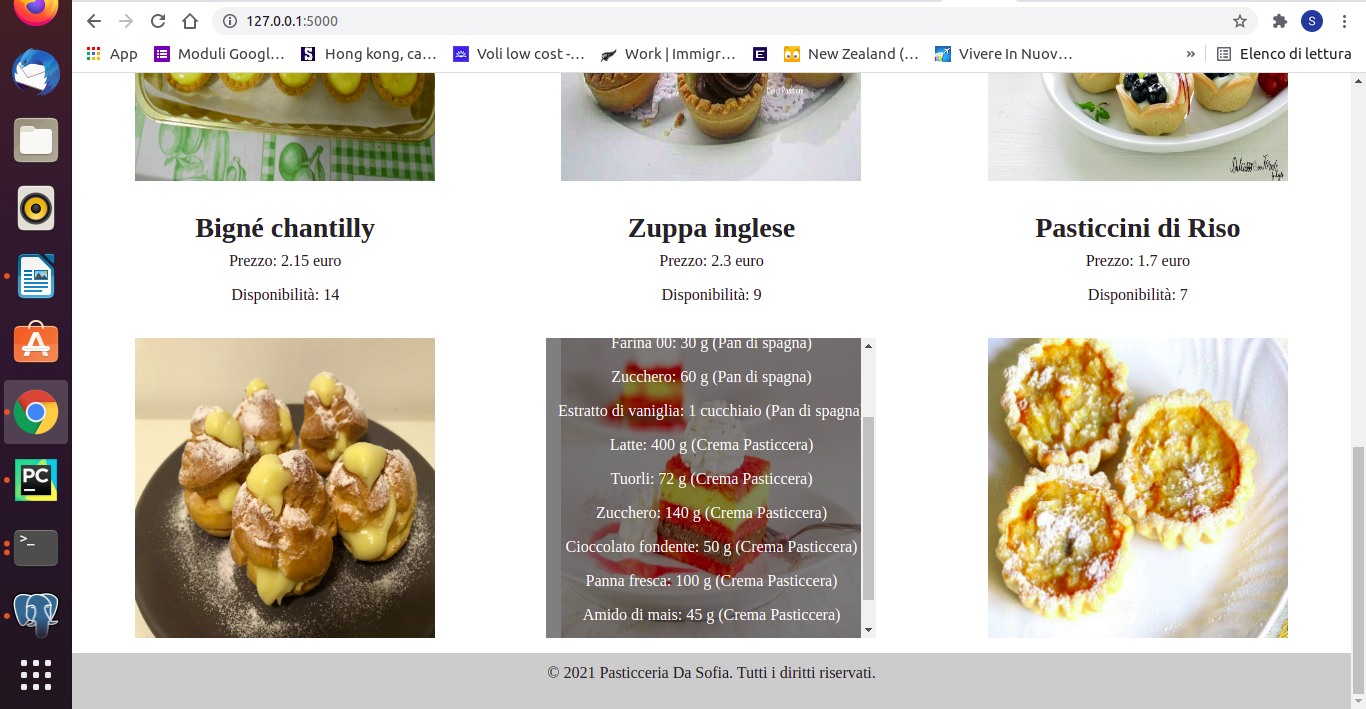 127.0.0.1:5000
S
App
Moduli Googl...
Hong kong, ca...
Voli low cost -...
Work | Immigr...
E
New Zealand (...
Vivere In Nuov...
»
Elenco di lettura
Bigné chantilly
Prezzo: 2.15 euro
Disponibilità: 14
Zuppa inglese
Prezzo: 2.3 euro
Disponibilità: 9
Pasticcini di Riso
Prezzo: 1.7 euro
Disponibilità: 7
Farina 00: 30 g (Pan di spagna)
Zucchero: 60 g (Pan di spagna)
Estratto di vaniglia: 1 cucchiaio (Pan di spagna
Latte: 400 g (Crema Pasticcera)
Tuorli: 72 g (Crema Pasticcera)
Zucchero: 140 g (Crema Pasticcera)
Cioccolato fondente: 50 g (Crema Pasticcera)
Panna fresca: 100 g (Crema Pasticcera)
Amido di mais: 45 g (Crema Pasticcera)
PC
>_
© 2021 Pasticceria Da Sofia. Tutti i diritti riservati.